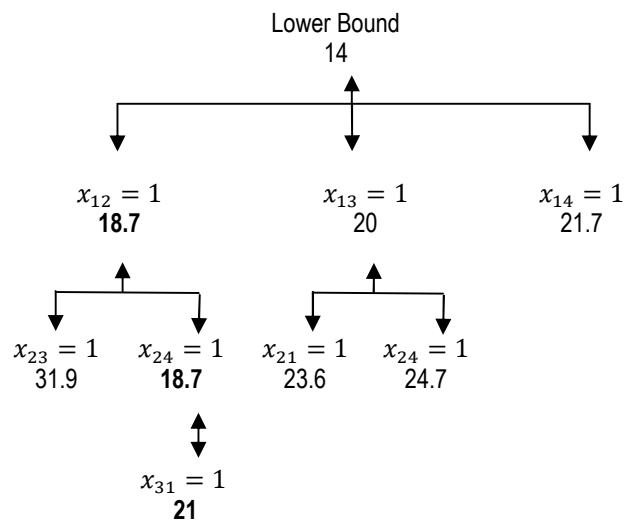 Lower Bound
14
𝑥₁₂ = 1 𝑥₁₃ = 1 𝑥₁₄ = 1
18.7 20 21.7
𝑥₂₃ = 1 𝑥₂₄ = 1 𝑥₂₁ = 1 𝑥₂₄ = 1
31.9 18.7 23.6 24.7
𝑥₃₁ = 1
21